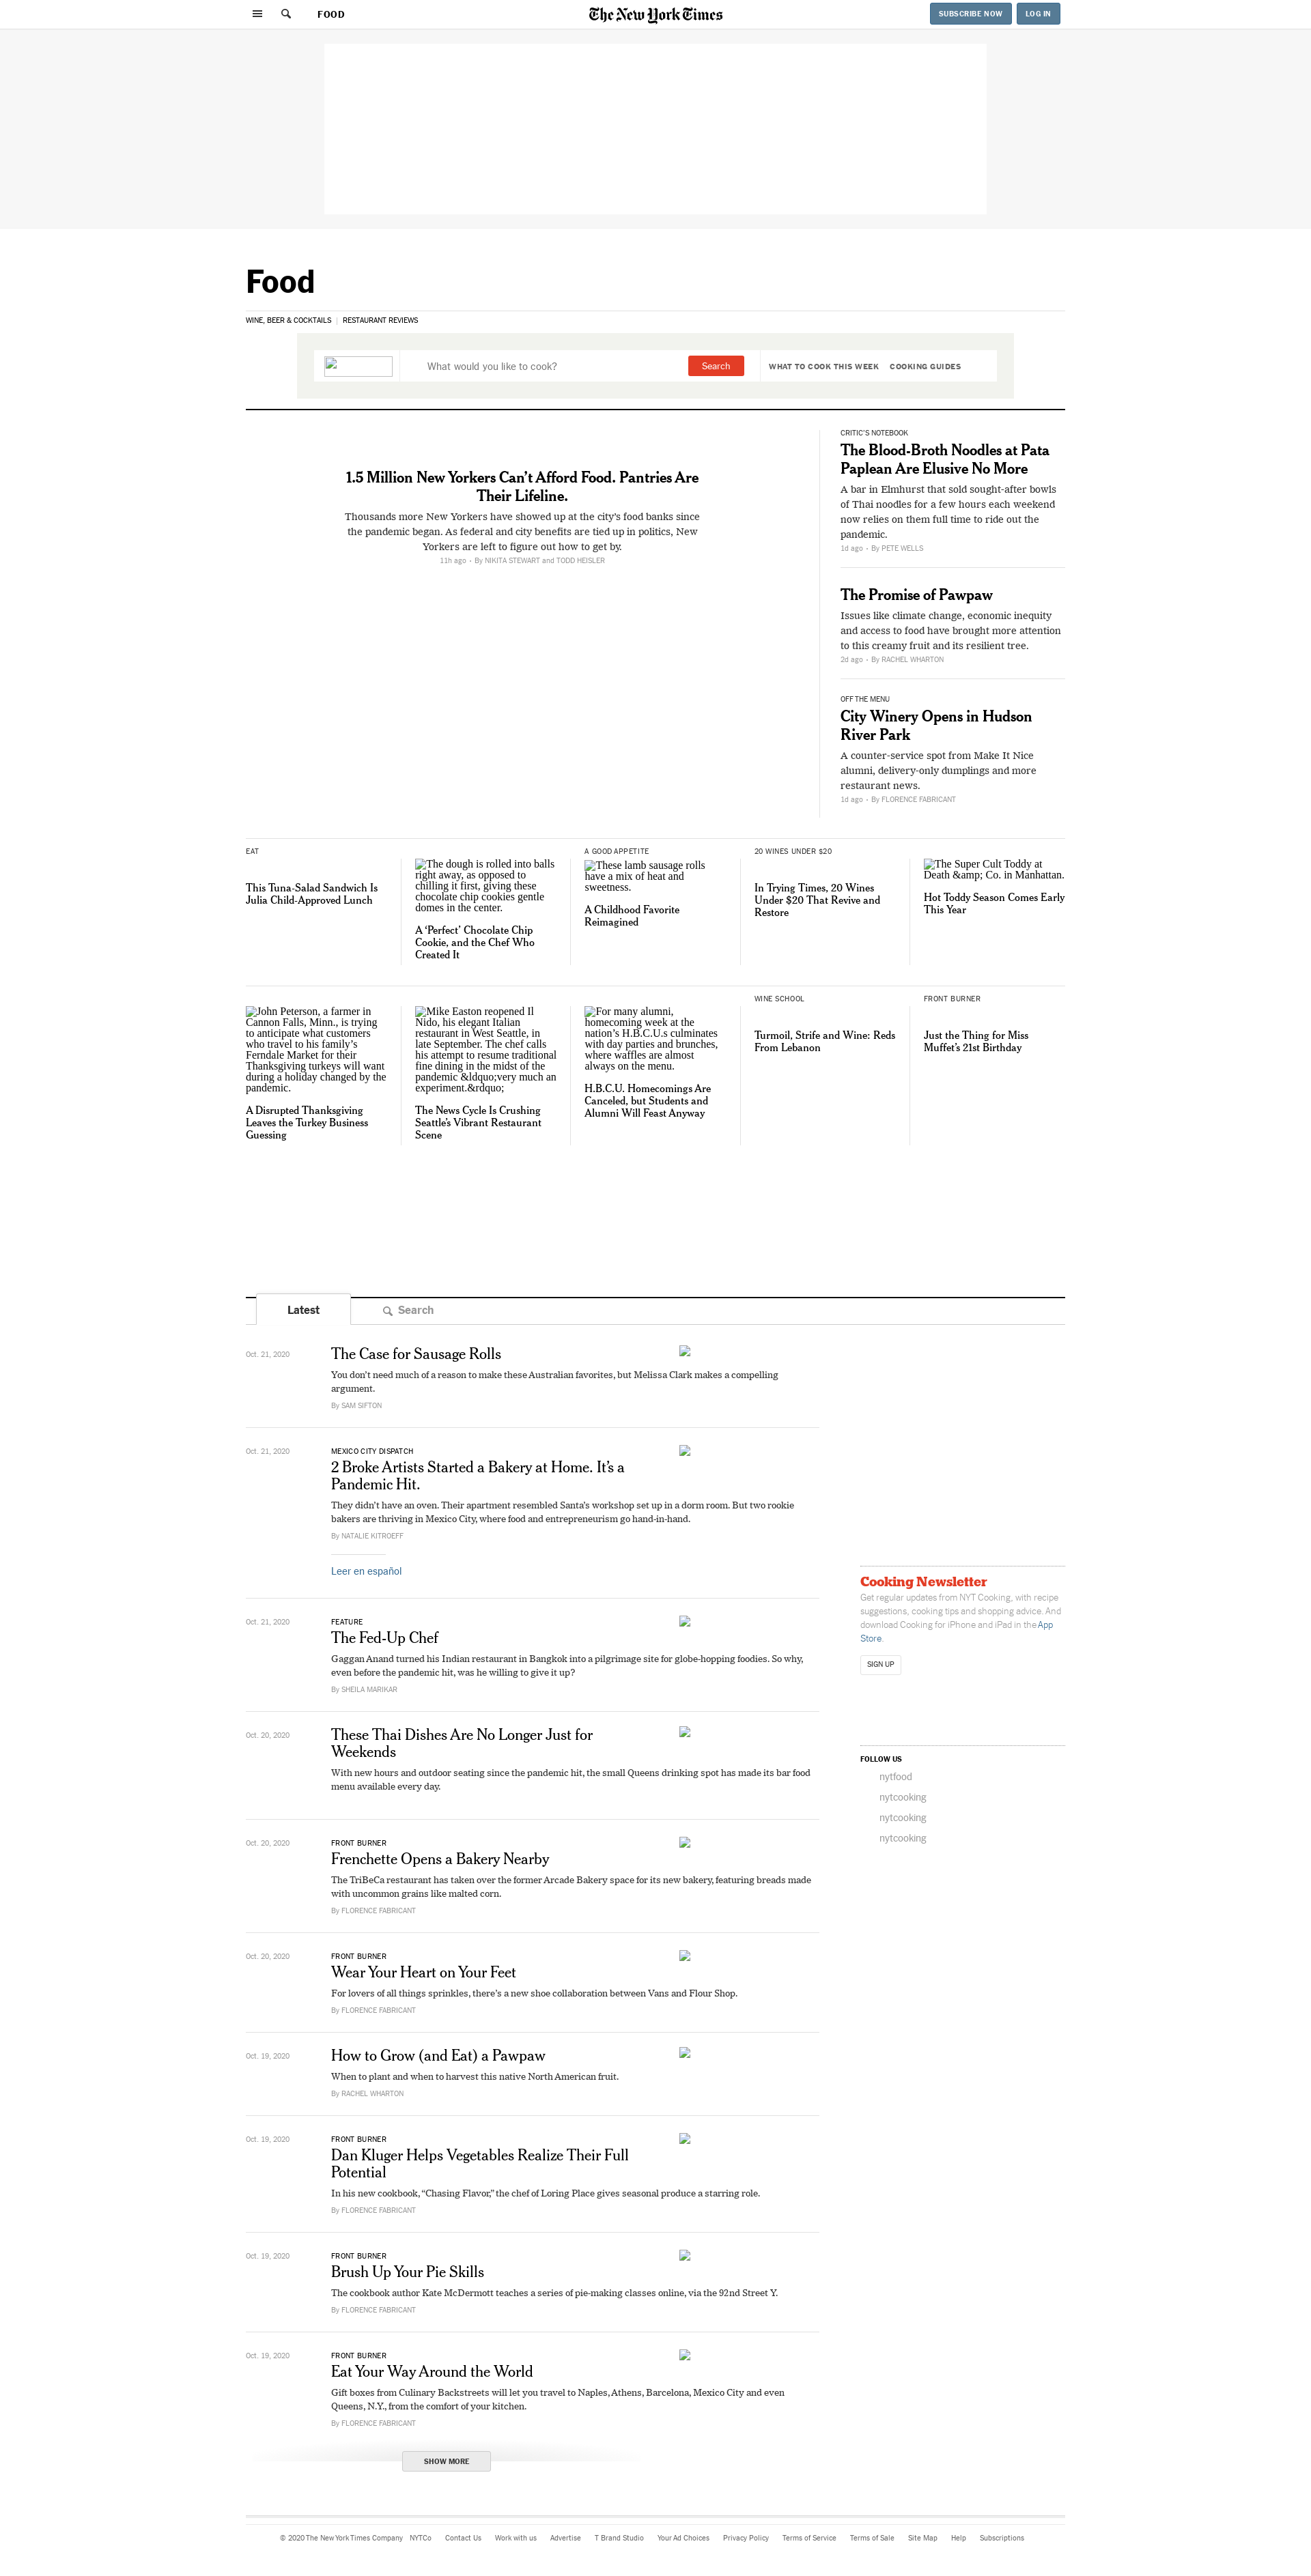 FOOD
The New York Times
SUBSCRIBE NOW
LOG IN
Food
WINE, BEER & COCKTAILS | RESTAURANT REVIEWS
What would you like to cook?
Search
WHAT TO COOK THIS WEEK
COOKING GUIDES
1.5 Million New Yorkers Can’t Afford Food. Pantries Are
Their Lifeline.
Thousands more New Yorkers have showed up at the city’s food banks since
the pandemic began. As federal and city benefits are tied up in politics, New
Yorkers are left to figure out how to get by.
11h ago • By NIKITA STEWART and TODD HEISLER
CRITIC’S NOTEBOOK
The Blood-Broth Noodles at Pata
Paplean Are Elusive No More
A bar in Elmhurst that sold sought-after bowls
of Thai noodles for a few hours each weekend
now relies on them full time to ride out the
pandemic.
1d ago • By PETE WELLS
The Promise of Pawpaw
Issues like climate change, economic inequity
and access to food have brought more attention
to this creamy fruit and its resilient tree.
2d ago • By RACHEL WHARTON
OFF THE MENU
City Winery Opens in Hudson
River Park
A counter-service spot from Make It Nice
alumni, delivery-only dumplings and more
restaurant news.
1d ago • By FLORENCE FABRICANT
EAT
This Tuna-Salad Sandwich Is
Julia Child-Approved Lunch
The dough is rolled into balls
right away, as opposed to
chilling it first, giving these
chocolate chip cookies gentle
domes in the center.
A ‘Perfect’ Chocolate Chip
Cookie, and the Chef Who
Created It
A GOOD APPETITE
These lamb sausage rolls
have a mix of heat and
sweetness.
A Childhood Favorite
Reimagined
20 WINES UNDER $20
In Trying Times, 20 Wines
Under $20 That Revive and
Restore
The Super Cult Toddy at
Death &amp; Co. in Manhattan.
Hot Toddy Season Comes Early
This Year
John Peterson, a farmer in
Cannon Falls, Minn., is trying
to anticipate what customers
who travel to his family’s
Ferndale Market for their
Thanksgiving turkeys will want
during a holiday changed by the
pandemic.
A Disrupted Thanksgiving
Leaves the Turkey Business
Guessing
Mike Easton reopened Il
Nido, his elegant Italian
restaurant in West Seattle, in
late September. The chef calls
his attempt to resume traditional
fine dining in the midst of the
pandemic &ldquo;very much an
experiment.&rdquo;
The News Cycle Is Crushing
Seattle’s Vibrant Restaurant
Scene
For many alumni,
homecoming week at the
nation’s H.B.C.U.s culminates
with day parties and brunches,
where waffles are almost
always on the menu.
H.B.C.U. Homecomings Are
Canceled, but Students and
Alumni Will Feast Anyway
WINE SCHOOL
Turmoil, Strife and Wine: Reds
From Lebanon
FRONT BURNER
Just the Thing for Miss
Muffet’s 21st Birthday
Latest
Search
Oct. 21, 2020
The Case for Sausage Rolls
You don’t need much of a reason to make these Australian favorites, but Melissa Clark makes a compelling
argument.
By SAM SIFTON
Oct. 21, 2020
MEXICO CITY DISPATCH
2 Broke Artists Started a Bakery at Home. It’s a
Pandemic Hit.
They didn’t have an oven. Their apartment resembled Santa’s workshop set up in a dorm room. But two rookie
bakers are thriving in Mexico City, where food and entrepreneurism go hand-in-hand.
By NATALIE KITROEFF
Leer en español
Oct. 21, 2020
FEATURE
The Fed-Up Chef
Gaggan Anand turned his Indian restaurant in Bangkok into a pilgrimage site for globe-hopping foodies. So why,
even before the pandemic hit, was he willing to give it up?
By SHEILA MARIKAR
Oct. 20, 2020
These Thai Dishes Are No Longer Just for
Weekends
With new hours and outdoor seating since the pandemic hit, the small Queens drinking spot has made its bar food
menu available every day.
Oct. 20, 2020
FRONT BURNER
Frenchette Opens a Bakery Nearby
The TriBeCa restaurant has taken over the former Arcade Bakery space for its new bakery, featuring breads made
with uncommon grains like malted corn.
By FLORENCE FABRICANT
Oct. 20, 2020
FRONT BURNER
Wear Your Heart on Your Feet
For lovers of all things sprinkles, there’s a new shoe collaboration between Vans and Flour Shop.
By FLORENCE FABRICANT
Oct. 19, 2020
How to Grow (and Eat) a Pawpaw
When to plant and when to harvest this native North American fruit.
By RACHEL WHARTON
Oct. 19, 2020
FRONT BURNER
Dan Kluger Helps Vegetables Realize Their Full
Potential
In his new cookbook, “Chasing Flavor,” the chef of Loring Place gives seasonal produce a starring role.
By FLORENCE FABRICANT
Oct. 19, 2020
FRONT BURNER
Brush Up Your Pie Skills
The cookbook author Kate McDermott teaches a series of pie-making classes online, via the 92nd Street Y.
By FLORENCE FABRICANT
Oct. 19, 2020
FRONT BURNER
Eat Your Way Around the World
Gift boxes from Culinary Backstreets will let you travel to Naples, Athens, Barcelona, Mexico City and even
Queens, N.Y., from the comfort of your kitchen.
By FLORENCE FABRICANT
SHOW MORE
Cooking Newsletter
Get regular updates from NYT Cooking, with recipe
suggestions, cooking tips and shopping advice. And
download Cooking for iPhone and iPad in the App
Store.
SIGN UP
FOLLOW US
nytfood
nytcooking
nytcooking
nytcooking
© 2020 The New York Times Company NYTCo Contact Us Work with us Advertise T Brand Studio Your Ad Choices Privacy Policy Terms of Service Terms of Sale Site Map Help Subscriptions